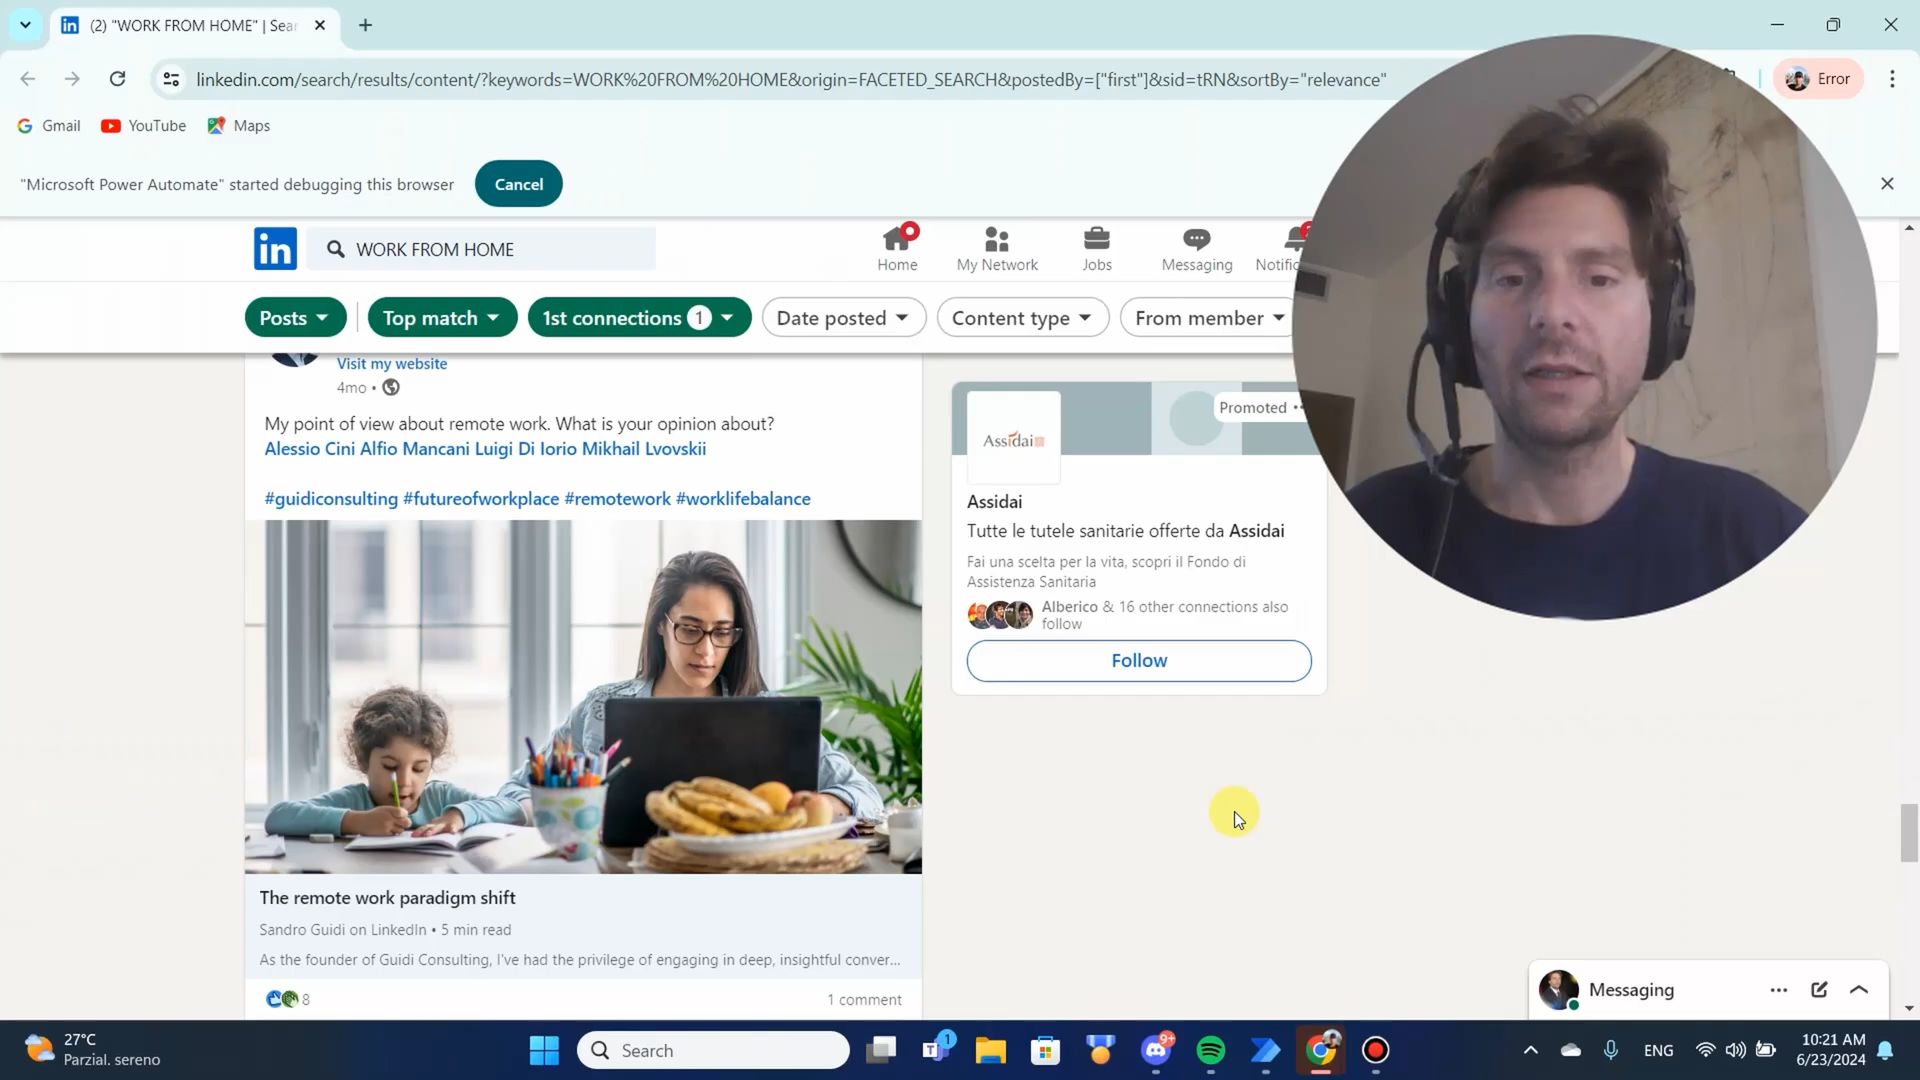 (2) "WORK FROM HOME" | Sear
linkedin.com/search/results/content/?keywords=WORK%20FROM%20HOME&origin=FACETED_SEARCH&postedBy=["first"]&sid=tRN&sortBy="relevance"
Error
Gmail
YouTube
Maps
"Microsoft Power Automate" started debugging this browser
Cancel
in
WORK FROM HOME
Home
My Network
Jobs
Messaging
Notific
Posts
Top match
1st connections 1
Date posted
Content type
From member
Visit my website
4mo •
My point of view about remote work. What is your opinion about?
Alessio Cini Alfio Mancani Luigi Di Iorio Mikhail Lvovskii
#guidiconsulting #futureofworkplace #remotework #worklifebalance
The remote work paradigm shift
Sandro Guidi on LinkedIn • 5 min read
As the founder of Guidi Consulting, I've had the privilege of engaging in deep, insightful conver...
8
1 comment
Promoted
Assidai
Assidai
Tutte le tutele sanitarie offerte da Assidai
Fai una scelta per la vita, scopri il Fondo di
Assistenza Sanitaria
Alberico & 16 other connections also
follow
Follow
Messaging
27°C
Parzial. sereno
Search
1
9+
ENG
10:21 AM
6/23/2024